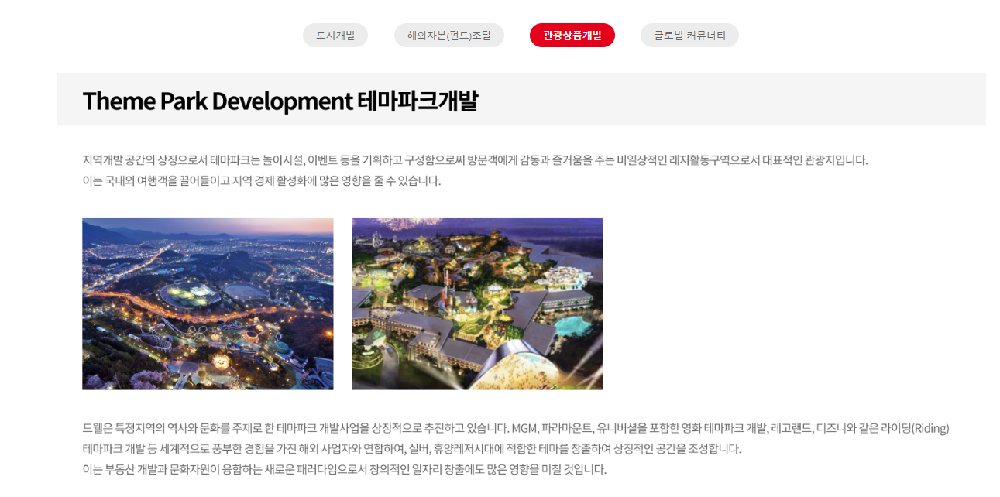 도시개발
해외자본(펀드)조달
관광상품개발
글로벌 커뮤니티
Theme Park Development 테마파크개발
지역개발 공간의 상징으로서 테마파크는 놀이시설, 이벤트 등을 기획하고 구성함으로써 방문객에게 감동과 즐거움을 주는 비일상적인 레저활동구역으로서 대표적인 관광지입니다.
이는 국내외 여행객을 끌어들이고 지역 경제 활성화에 많은 영향을 줄 수 있습니다.
드웰은 특정지역의 역사와 문화를 주제로 한 테마파크 개발사업을 상징적으로 추진하고 있습니다. MGM, 파라마운트, 유니버셜을 포함한 영화 테마파크 개발, 레고랜드, 디즈니와 같은 라이딩(Riding)
테마파크 개발 등 세계적으로 풍부한 경험을 가진 해외 사업자와 연합하여, 실버, 휴양레저시대에 적합한 테마를 창출하여 상징적인 공간을 조성합니다.
이는 부동산 개발과 문화자원이 융합하는 새로운 패러다임으로서 창의적인 일자리 창출에도 많은 영향을 미칠 것입니다.